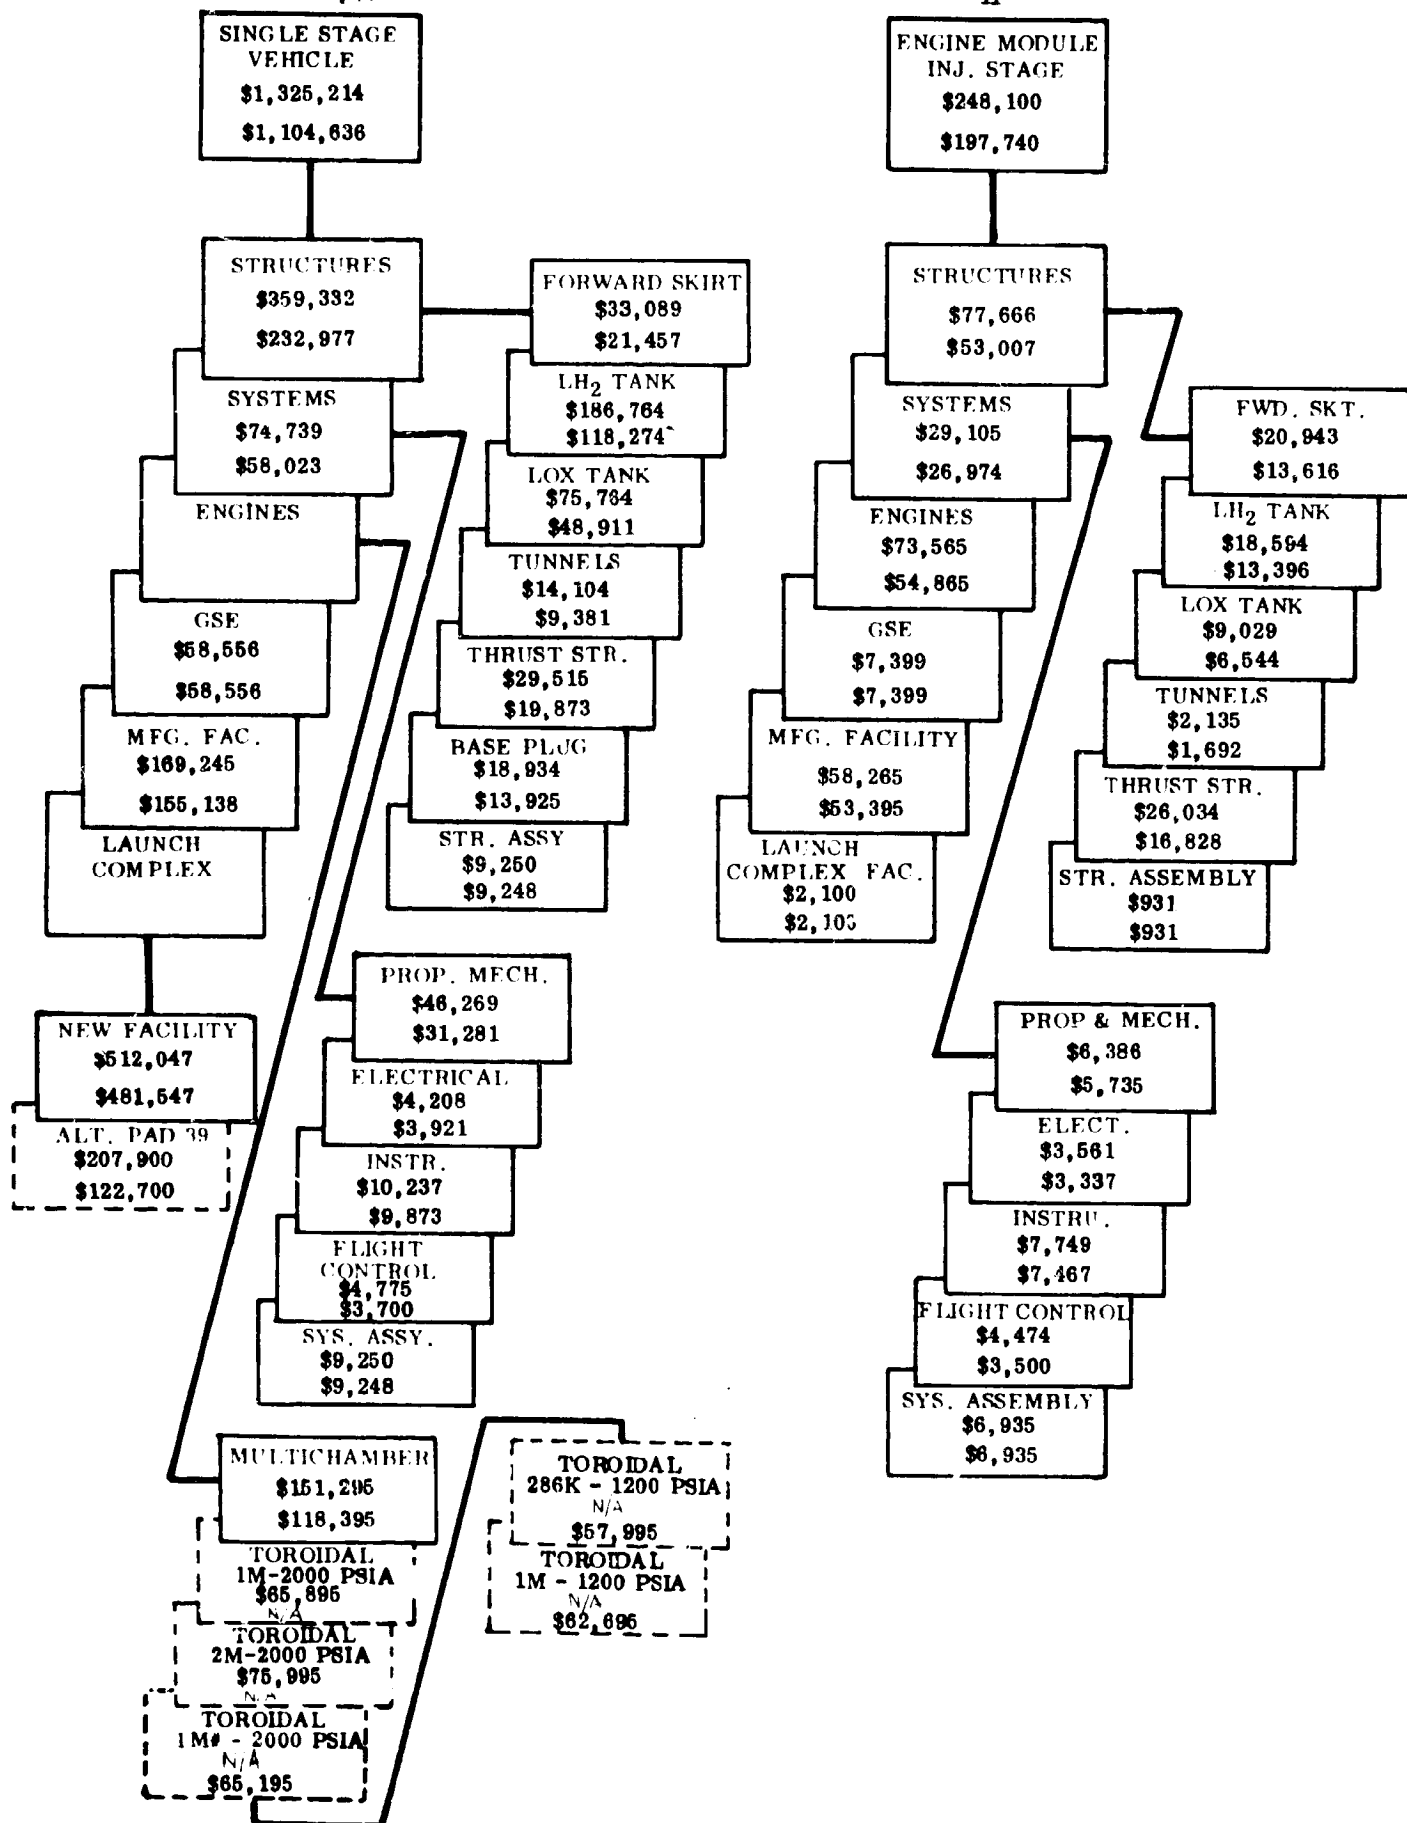 SINGLE STAGE
VEHICLE
$1,325,214
$1,104,636
STRUCTURES
$359,332
$232,977
SYSTEMS
$74,739
$58,023
ENGINES
GSE
$58,556
$58,556
MFG. FAC.
$169,245
$155,138
LAUNCH
COMPLEX
NEW FACILITY
$512,047
$481,547
ALT. PAD 39
$207,900
$122,700
FORWARD SKIRT
$33,089
$21,457
LH2 TANK
$186,764
$118,274
LOX TANK
$75,764
$48,911
TUNNELS
$14,104
$9,381
THRUST STR.
$29,515
$19,873
BASE PLUG
$18,934
$13,925
STR. ASSY
$9,250
$9,248
PROP. MECH.
$46,269
$31,281
ELECTRICAL
$4,208
$3,921
INSTR.
$10,237
$9,873
FLIGHT
CONTROL
$4,775
$3,700
SYS. ASSY.
$9,250
$9,248
MULTICHAMBER
$151,295
$118,395
TOROIDAL
1M-2000 PSIA
$65,895
N/A
TOROIDAL
2M-2000 PSIA
$75,995
N/A
TOROIDAL
1M# - 2000 PSIA
N/A
$65,195
TOROIDAL
286K - 1200 PSIA
N/A
$57,995
TOROIDAL
1M - 1200 PSIA
N/A
$62,695
ENGINE MODULE
INJ. STAGE
$248,100
$197,740
STRUCTURES
$77,666
$53,007
SYSTEMS
$29,105
$26,974
ENGINES
$73,565
$54,865
GSE
$7,399
$7,399
MFG. FACILITY
$58,265
$53,395
LAUNCH
COMPLEX FAC.
$2,100
FWD. SKT.
$20,943
$13,616
LH2 TANK
$18,594
$13,396
LOX TANK
$9,029
$6,544
TUNNELS
$2,135
$1,692
THRUST STR.
$26,034
$16,828
STR. ASSEMBLY
$931
$931
PROP & MECH.
$6,386
$5,735
ELECT.
$3,561
$3,337
INSTRU.
$7,749
$7,467
FLIGHT CONTROL
$4,474
$3,500
SYS. ASSEMBLY
$6,935
$6,935